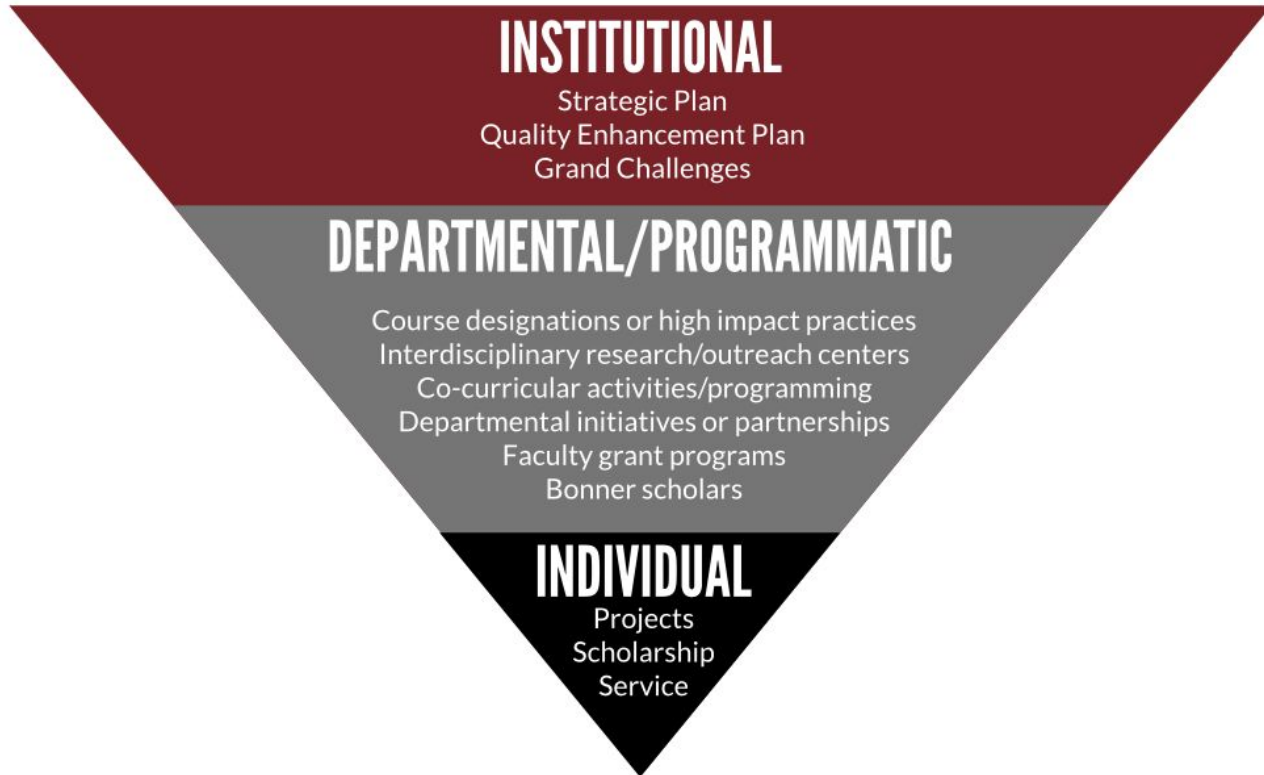 INSTITUTIONAL
Strategic Plan
Quality Enhancement Plan
Grand Challenges
DEPARTMENTAL/PROGRAMMATIC
Course designations or high impact practices
Interdisciplinary research/outreach centers
Co-curricular activities/programming
Departmental initiatives or partnerships
Faculty grant programs
Bonner scholars
INDIVIDUAL
Projects
Scholarship
Service